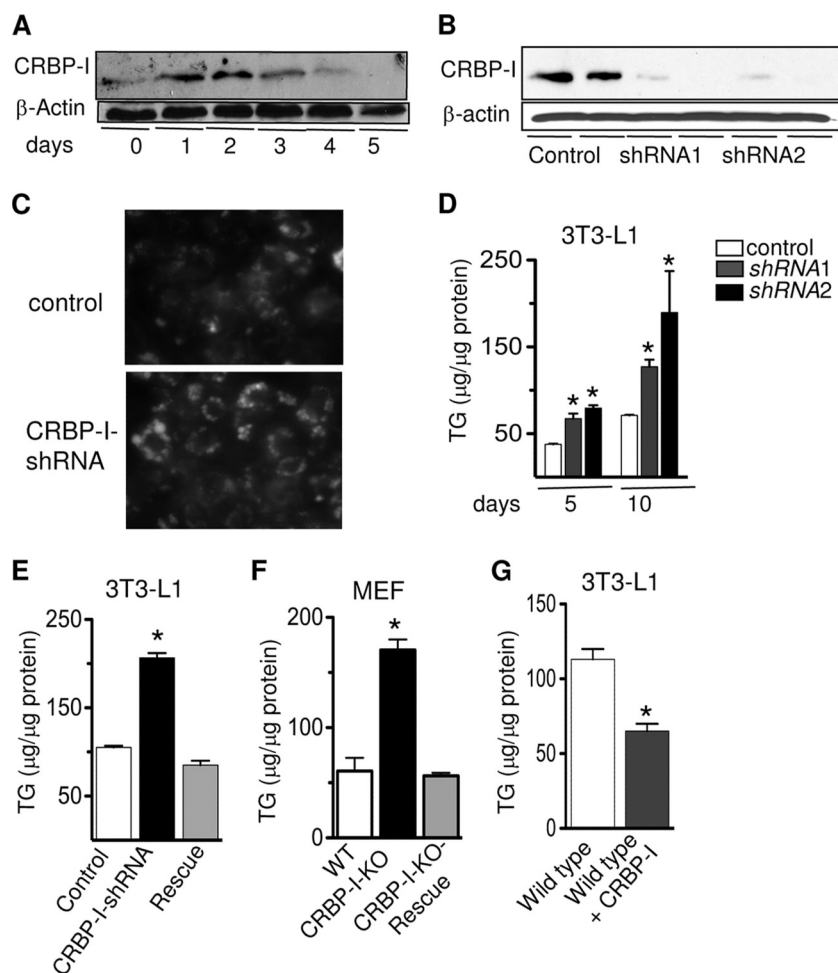 A
CRBP-I
β-Actin
days 0 1 2 3 4 5
B
CRBP-I
β-actin
Control shRNA1 shRNA2
C
control
CRBP-I-
shRNA
D
3T3-L1
control
shRNA1
shRNA2
TG (μg/μg protein)
250
150
50
* * * *
days 5 10
E
3T3-L1
TG (μg/μg protein)
250
150
50
*
Control
CRBP-I-shRNA
Rescue
F
MEF
TG (μg/μg protein)
200
100
0
*
WT
CRBP-I-KO
CRBP-I-KO-
Rescue
G
3T3-L1
TG (μg/μg protein)
150
100
50
0
*
Wild type
Wild type
+ CRBP-I